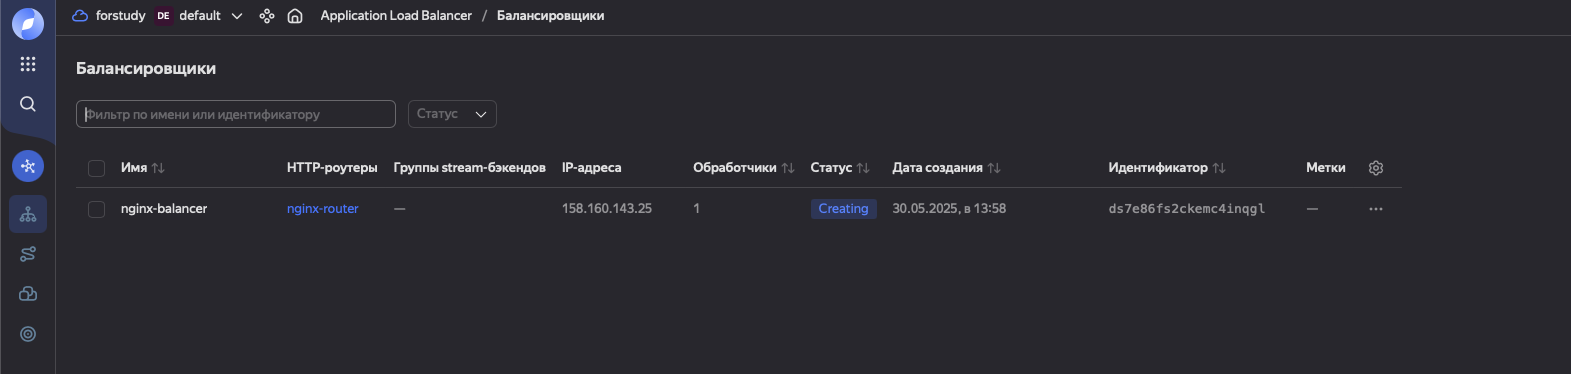 forstudy DE default Application Load Balancer / Балансировщики
Балансировщики
Фильтр по имени или идентификатору Статус
Имя HTTP-роутеры Группы stream-бэкендов IP-адреса Обработчики Статус Дата создания Идентификатор Метки
nginx-balancer nginx-router — 158.160.143.25 1 Creating 30.05.2025, в 13:58 ds7e86fs2ckemc4inqgl —